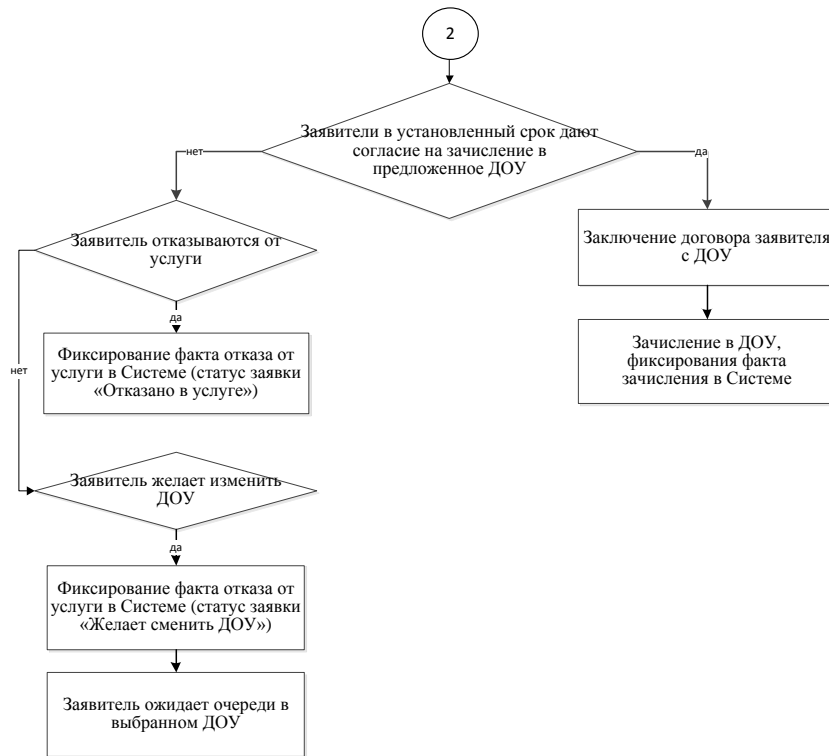 2
Заявители в установленный срок дают
согласие на зачисление в
предложенное ДОУ
нет
да
Заявитель отказываются от
услуги
Заключение договора заявителя
с ДОУ
да
Фиксирование факта отказа от
услуги в Системе (статус заявки
«Отказано в услуге»)
Зачисление в ДОУ,
фиксирования факта
зачисления в Системе
нет
Заявитель желает изменить
ДОУ
да
Фиксирование факта отказа от
услуги в Системе (статус заявки
«Желает сменить ДОУ»)
Заявитель ожидает очереди в
выбранном ДОУ